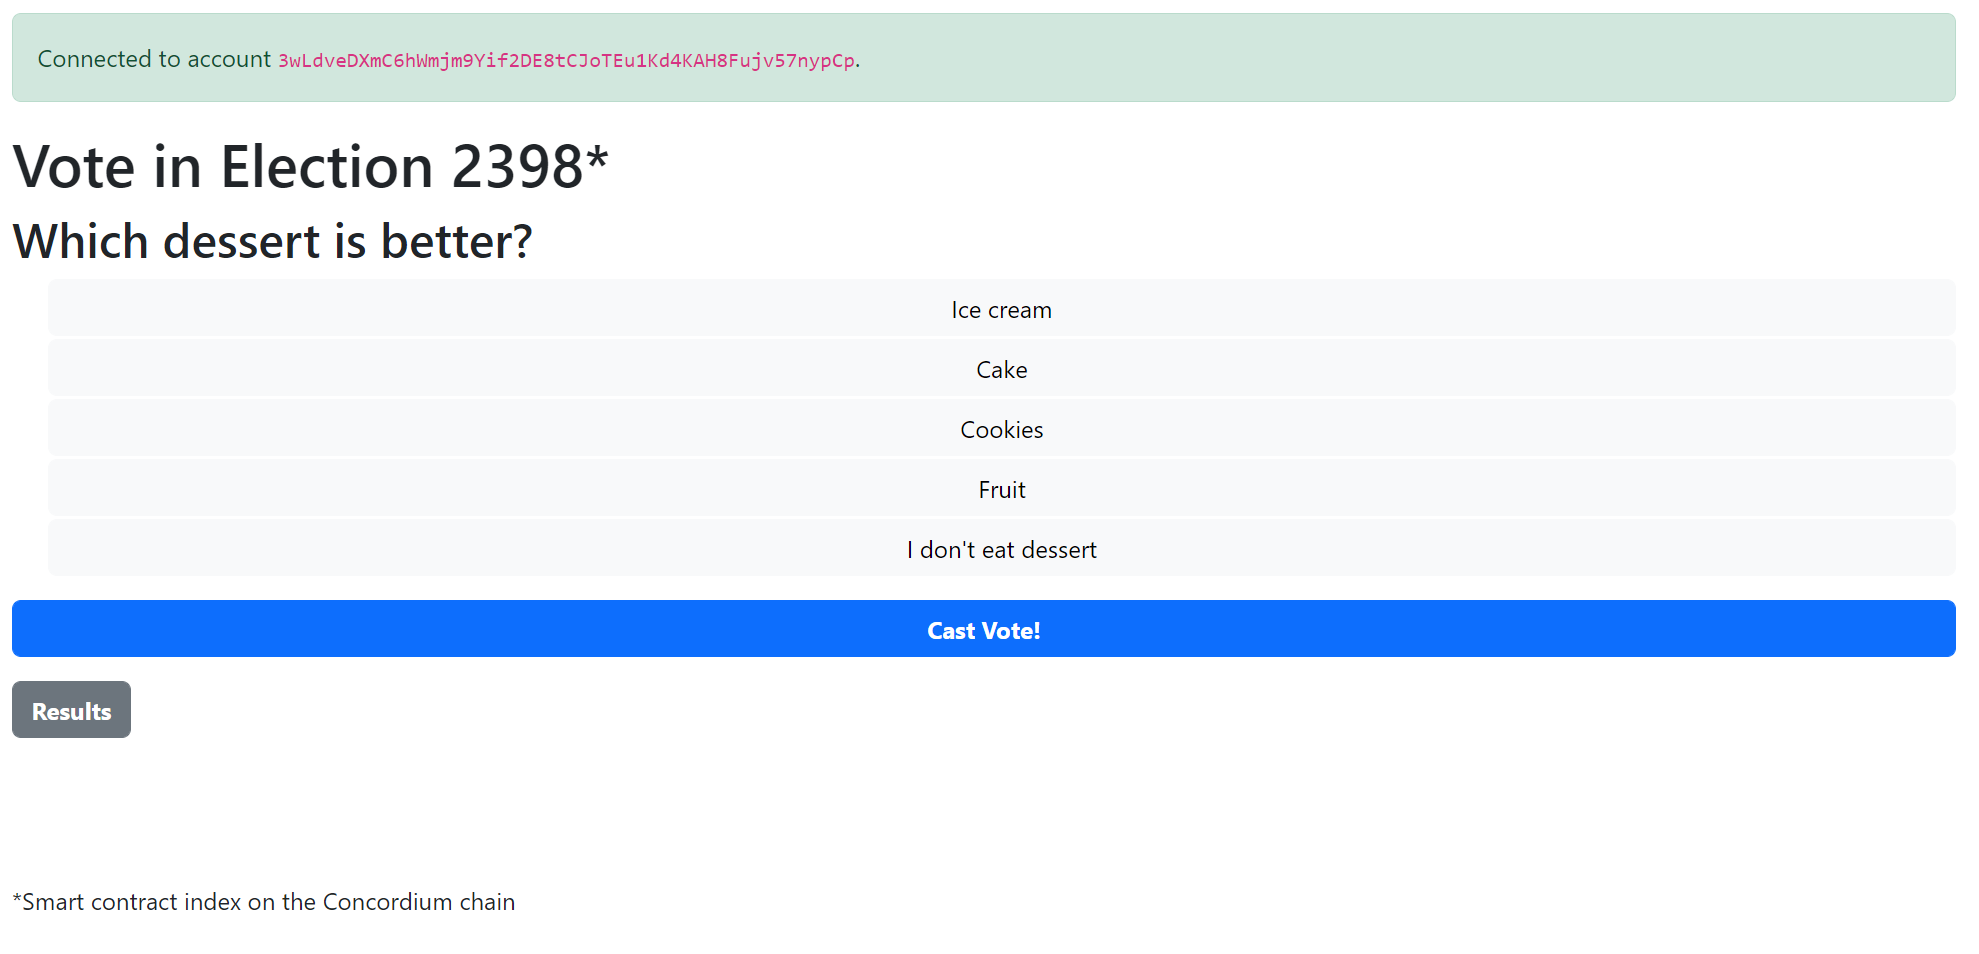 Connected to account 3wLdveDXmC6hWmjm9Yif2DE8tCJoTEu1Kd4KAH8Fujv57nypCp.
Vote in Election 2398*
Which dessert is better?
Ice cream
Cake
Cookies
Fruit
I don't eat dessert
Cast Vote!
Results
*Smart contract index on the Concordium chain